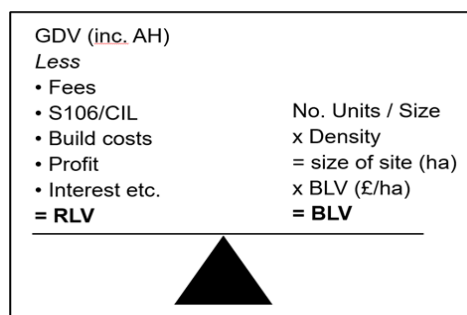 GDV (inc. AH)
Less
• Fees
• S106/CIL
• Build costs
• Profit
• Interest etc.
= RLV
No. Units / Size
x Density
= size of site (ha)
x BLV (£/ha)
= BLV